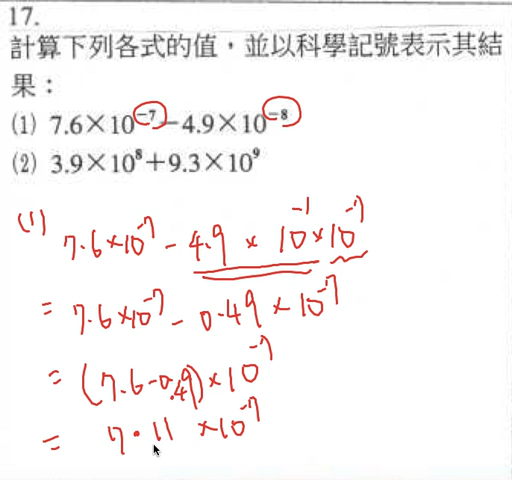 17.
計算下列各式的值，並以科學記號表示其結
果：
(1) 7.6×10⁻⁷−4.9×10⁻⁸
(2) 3.9×10⁸+9.3×10⁹
(1) 7.6×10⁻⁷ - 4.9 × 10⁻¹×10⁻⁷
= 7.6×10⁻⁷ - 0.49 × 10⁻⁷
= (7.6-0.49)×10⁻⁷
= 7.11 ×10⁻⁷